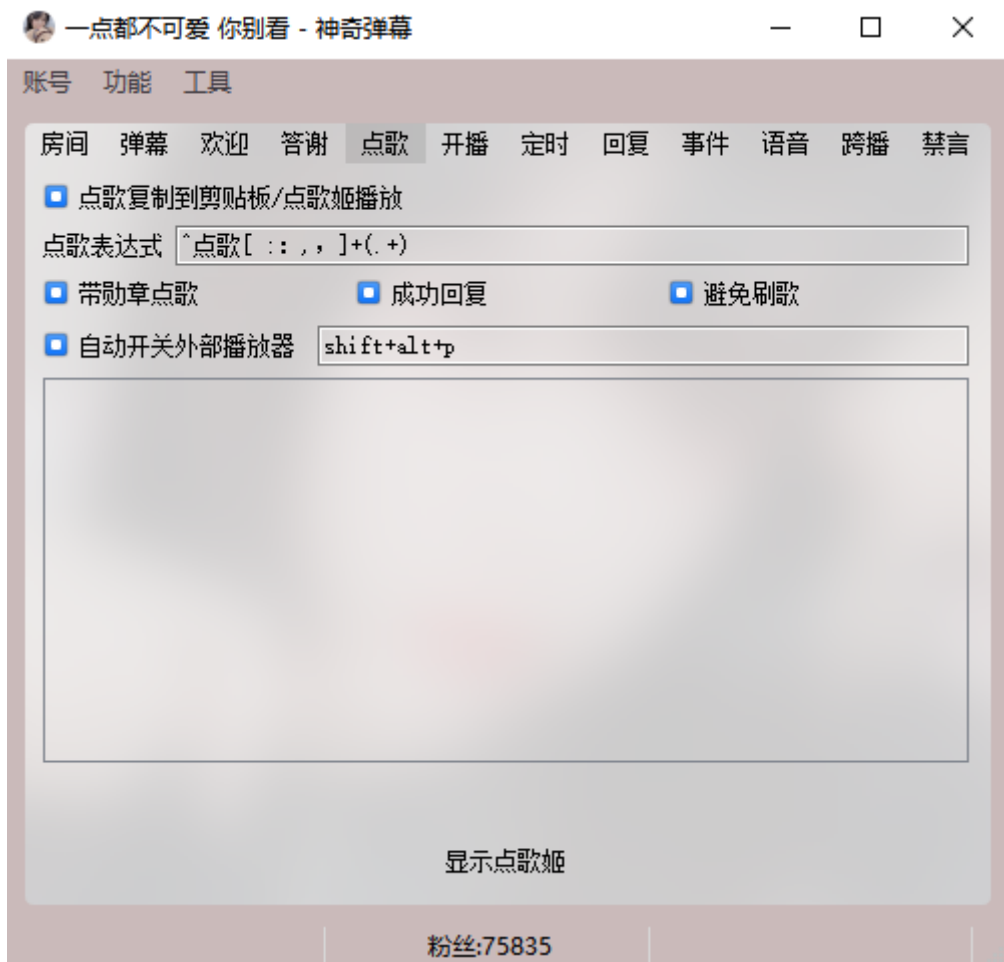 一点都不可爱 你别看 - 神奇弹幕
账号 功能 工具
房间 弹幕 欢迎 答谢 点歌 开播 定时 回复 事件 语音 跨播 禁言
点歌复制到剪贴板/点歌姬播放
点歌表达式 ^点歌[ :：,，]+(.+)
带勋章点歌 成功回复 避免刷歌
自动开关外部播放器 shift+alt+p
显示点歌姬
粉丝:75835